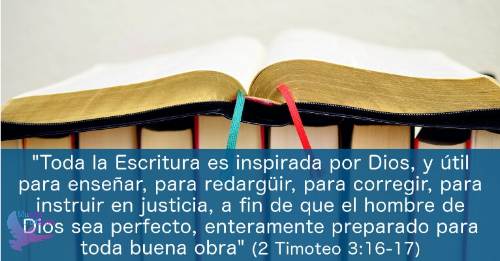 "Toda la Escritura es inspirada por Dios, y útil
para enseñar, para redargüir, para corregir, para
instruir en justicia, a fin de que el hombre de
Dios sea perfecto, enteramente preparado para
toda buena obra" (2 Timoteo 3:16-17)